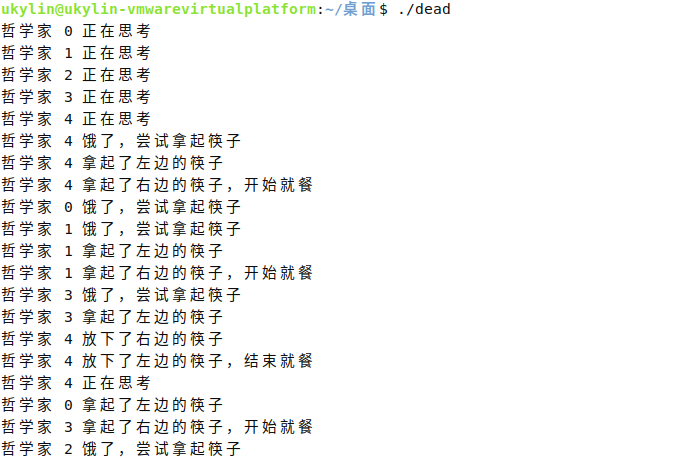 ukylin@ukylin-vmwarevirtualplatform:~/桌面$ ./dead
哲学家 0 正在思考
哲学家 1 正在思考
哲学家 2 正在思考
哲学家 3 正在思考
哲学家 4 正在思考
哲学家 4 饿了，尝试拿起筷子
哲学家 4 拿起了左边的筷子
哲学家 4 拿起了右边的筷子，开始就餐
哲学家 0 饿了，尝试拿起筷子
哲学家 1 饿了，尝试拿起筷子
哲学家 1 拿起了左边的筷子
哲学家 1 拿起了右边的筷子，开始就餐
哲学家 3 饿了，尝试拿起筷子
哲学家 3 拿起了左边的筷子
哲学家 4 放下了右边的筷子
哲学家 4 放下了左边的筷子，结束就餐
哲学家 4 正在思考
哲学家 0 拿起了左边的筷子
哲学家 3 拿起了右边的筷子，开始就餐
哲学家 2 饿了，尝试拿起筷子